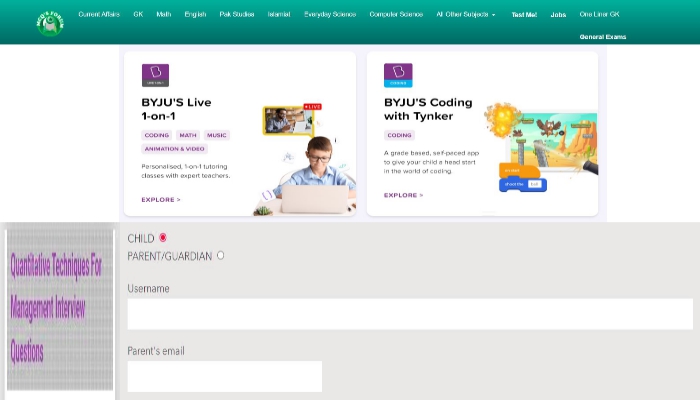 Current Affairs GK Math English Pak Studies Islamiat Everyday Science Computer Science All Other Subjects Test Me! Jobs One Liner GK
General Exams
BYJU'S Live
1-on-1
LIVE
CODING MATH MUSIC
ANIMATION & VIDEO
Personalised, 1-on-1 tutoring
classes with expert teachers.
EXPLORE >
BYJU'S Coding
with Tynker
CODING
A grade based, self-paced app
to give your child a head start
in the world of coding.
EXPLORE >
Quantitative Techniques For
Management Interview
Questions
CHILD
PARENT/GUARDIAN
Username
Parent's email